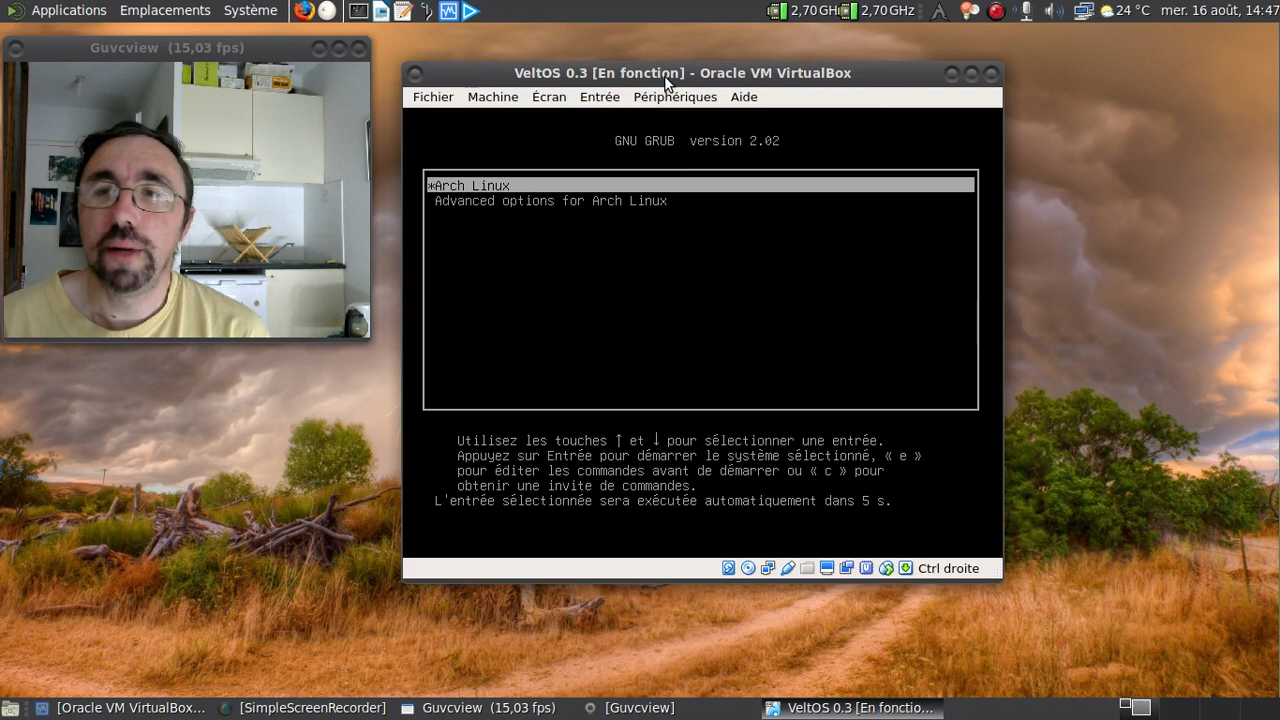 Applications Emplacements Système 2,70 GHz 2,70 GHz 24 °C mer. 16 août, 14:47
Guvcview (15,03 fps)
VeltOS 0.3 [En fonction] - Oracle VM VirtualBox
Fichier Machine Écran Entrée Périphériques Aide
GNU GRUB version 2.02
*Arch Linux
Advanced options for Arch Linux
Utilisez les touches ↑ et ↓ pour sélectionner une entrée.
Appuyez sur Entrée pour démarrer le système sélectionné, « e »
pour éditer les commandes avant de démarrer ou « c » pour
obtenir une invite de commandes.
L'entrée sélectionnée sera exécutée automatiquement dans 5 s.
Ctrl droite
[Oracle VM VirtualBox... [SimpleScreenRecorder] Guvcview (15,03 fps) [Guvcview] VeltOS 0.3 [En fonctio...